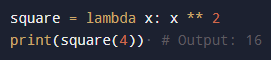 square = lambda x: x ** 2
print(square(4))  # Output: 16